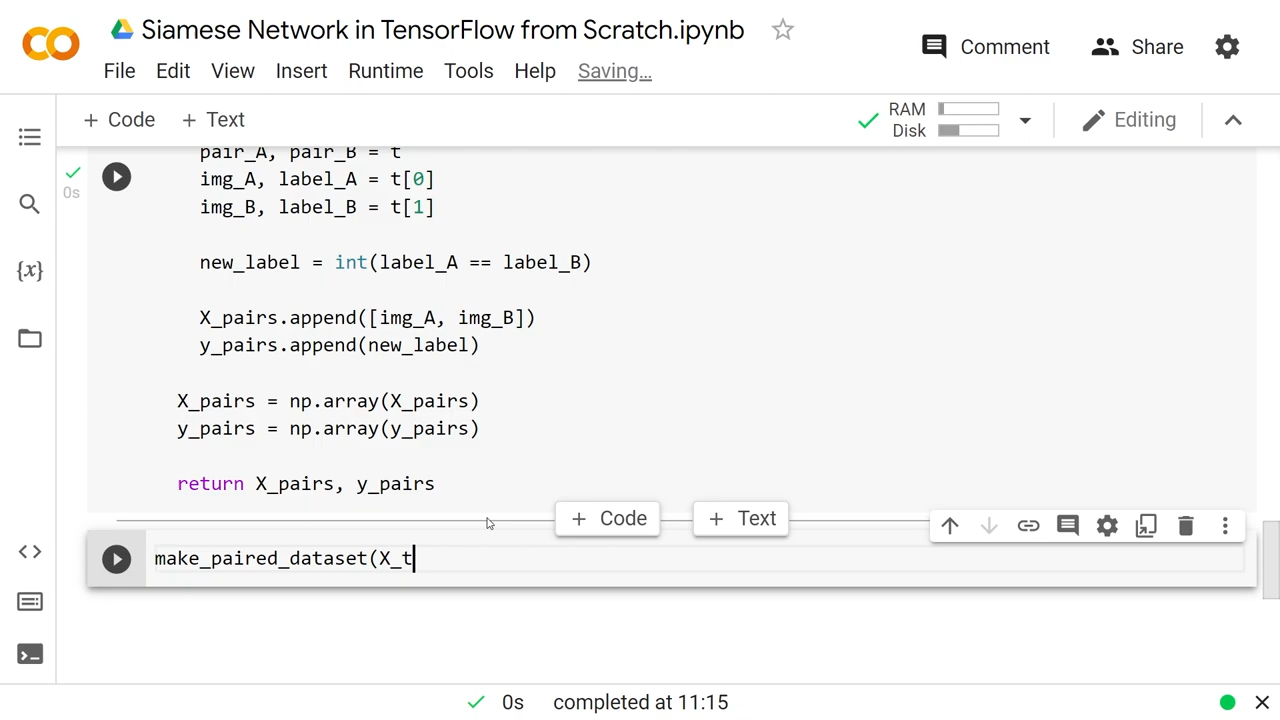 Siamese Network in TensorFlow from Scratch.ipynb
Comment
Share
File Edit View Insert Runtime Tools Help Saving...
+ Code + Text
RAM
Disk
Editing
pair_A, pair_B = t
0s
img_A, label_A = t[0]
img_B, label_B = t[1]
{x}
new_label = int(label_A == label_B)
X_pairs.append([img_A, img_B])
y_pairs.append(new_label)
X_pairs = np.array(X_pairs)
y_pairs = np.array(y_pairs)
return X_pairs, y_pairs
+ Code + Text
make_paired_dataset(X_t
0s completed at 11:15